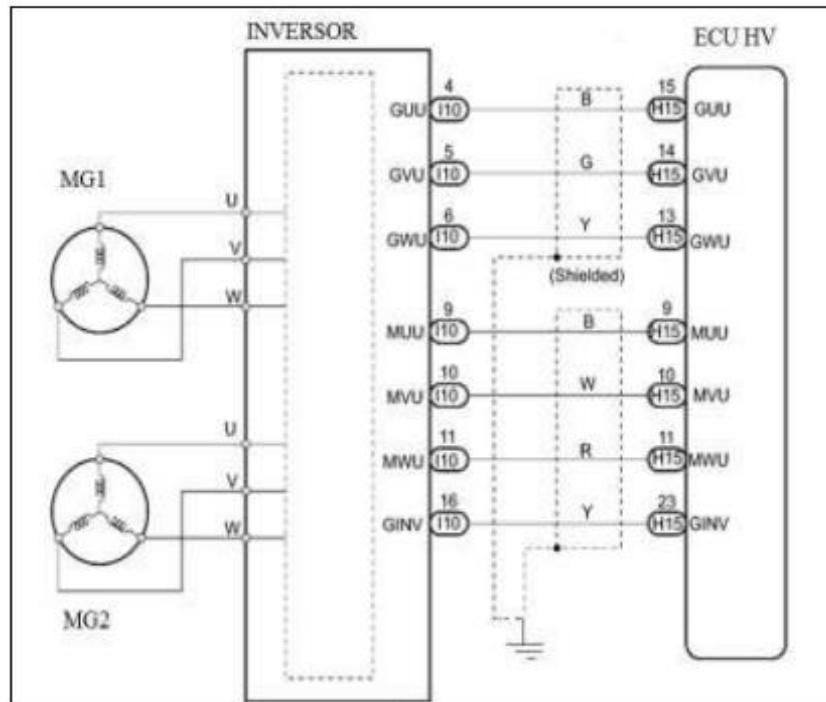 INVERSOR
ECU HV
4
15
GUU
I10
B
H15
GUU
5
14
GVU
I10
G
H15
GVU
MG1
6
13
U
GWU
I10
Y
H15
GWU
V
(Shielded)
W
9
9
MUU
I10
B
H15
MUU
10
10
MVU
I10
W
H15
MVU
U
11
11
MWU
I10
R
H15
MWU
V
16
23
W
GINV
I10
Y
H15
GINV
MG2